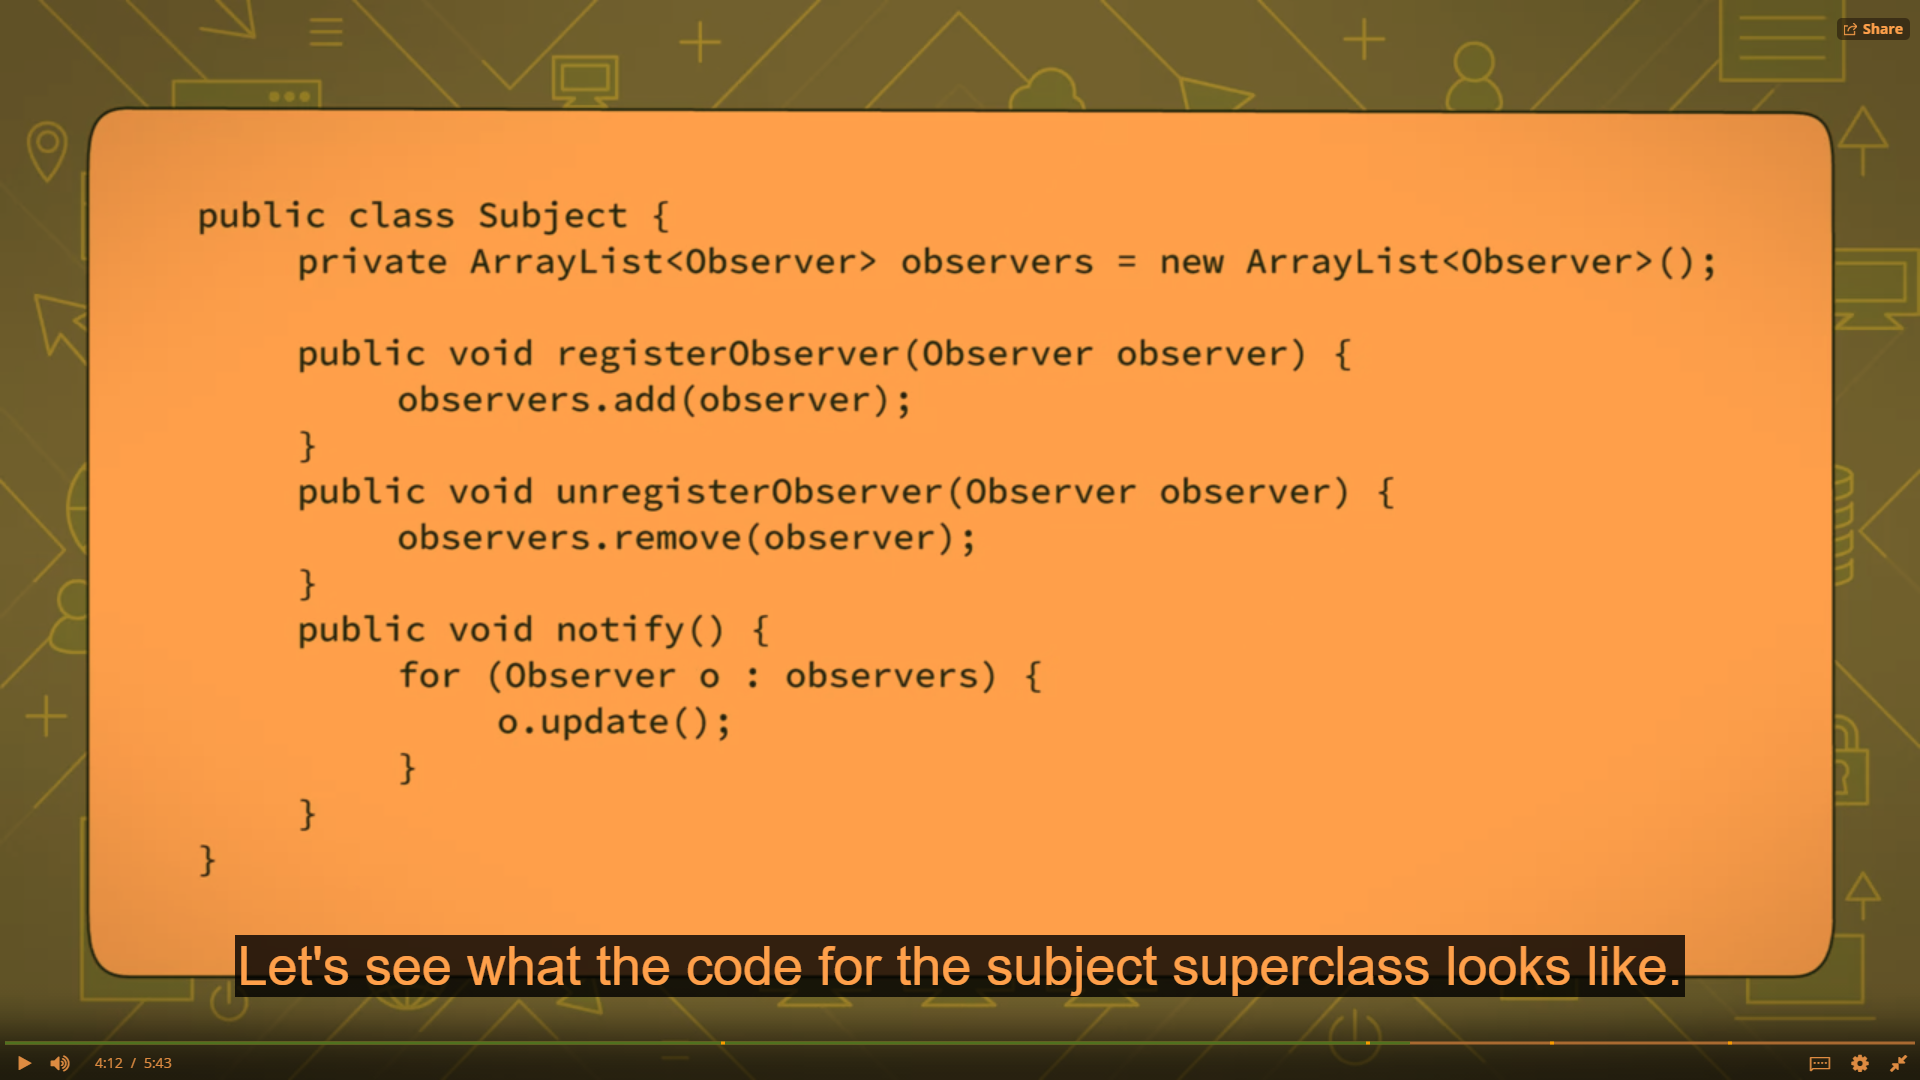 Share
public class Subject {
private ArrayList<Observer> observers = new ArrayList<Observer>();
public void registerObserver(Observer observer) {
observers.add(observer);
}
public void unregisterObserver(Observer observer) {
observers.remove(observer);
}
public void notify() {
for (Observer o : observers) {
o.update();
}
}
}
Let's see what the code for the subject superclass looks like.
4:12 / 5:43